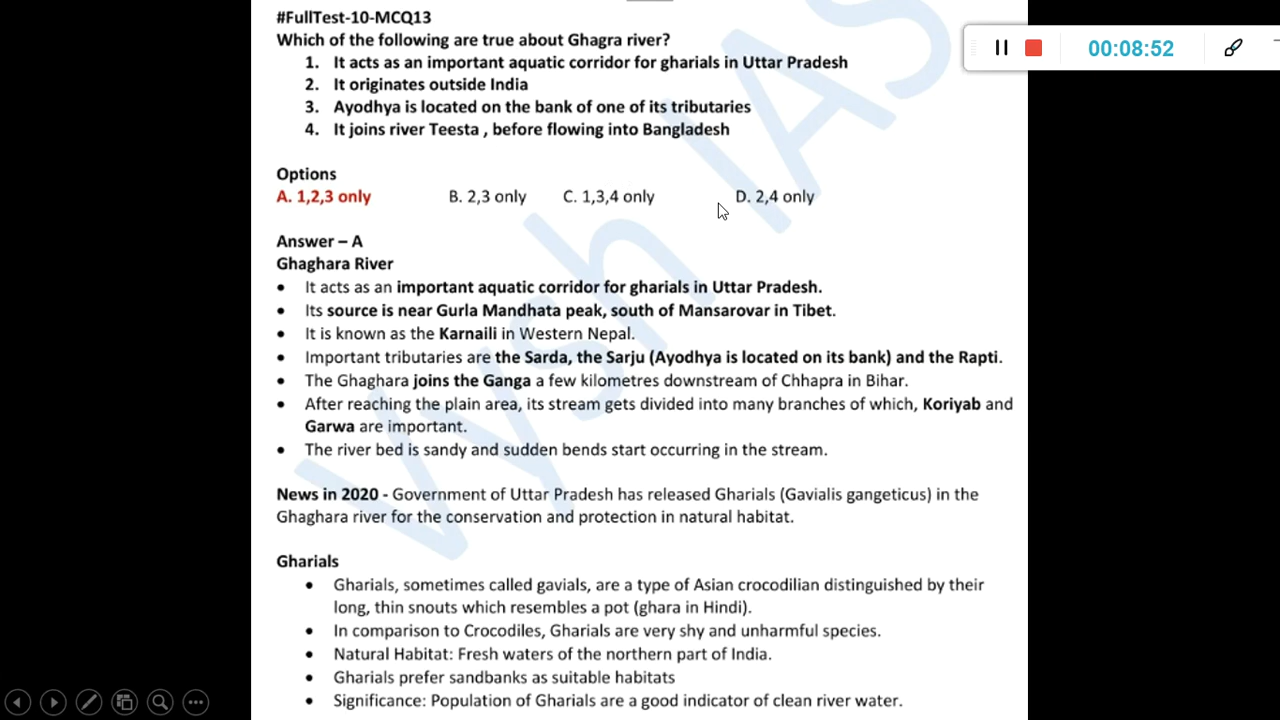 #FullTest-10-MCQ13
Which of the following are true about Ghagra river?
1. It acts as an important aquatic corridor for gharials in Uttar Pradesh
2. It originates outside India
3. Ayodhya is located on the bank of one of its tributaries
4. It joins river Teesta , before flowing into Bangladesh
00:08:52
Options
A. 1,2,3 only B. 2,3 only C. 1,3,4 only D. 2,4 only
Answer – A
Ghaghara River
• It acts as an important aquatic corridor for gharials in Uttar Pradesh.
• Its source is near Gurla Mandhata peak, south of Mansarovar in Tibet.
• It is known as the Karnaili in Western Nepal.
• Important tributaries are the Sarda, the Sarju (Ayodhya is located on its bank) and the Rapti.
• The Ghaghara joins the Ganga a few kilometres downstream of Chhapra in Bihar.
• After reaching the plain area, its stream gets divided into many branches of which, Koriyab and
Garwa are important.
• The river bed is sandy and sudden bends start occurring in the stream.
News in 2020 - Government of Uttar Pradesh has released Gharials (Gavialis gangeticus) in the
Ghaghara river for the conservation and protection in natural habitat.
Gharials
• Gharials, sometimes called gavials, are a type of Asian crocodilian distinguished by their
long, thin snouts which resembles a pot (ghara in Hindi).
• In comparison to Crocodiles, Gharials are very shy and unharmful species.
• Natural Habitat: Fresh waters of the northern part of India.
• Gharials prefer sandbanks as suitable habitats
• Significance: Population of Gharials are a good indicator of clean river water.
Vysh IAS